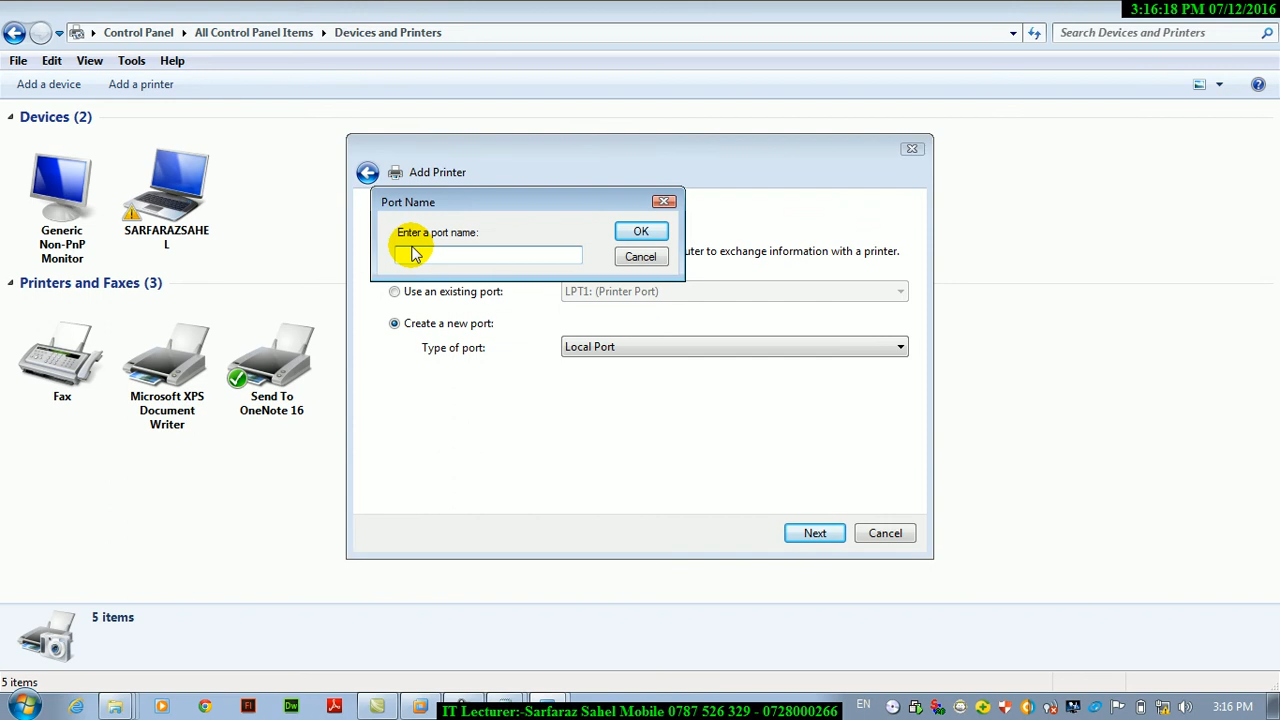 3:16:18 PM 07/12/2016
Control Panel
All Control Panel Items
Devices and Printers
Search Devices and Printers
File
Edit
View
Tools
Help
Add a device
Add a printer
Devices (2)
Generic
Non-PnP
Monitor
SARFARAZSAHE
L
Printers and Faxes (3)
Fax
Microsoft XPS
Document
Writer
Send To
OneNote 16
Add Printer
Port Name
Enter a port name:
OK
Cancel
uter to exchange information with a printer.
Use an existing port:
LPT1: (Printer Port)
Create a new port:
Type of port:
Local Port
Next
Cancel
5 items
5 items
EN
3:16 PM
IT Lecturer:-Sarfaraz Sahel Mobile 0787 526 329 - 0728000266